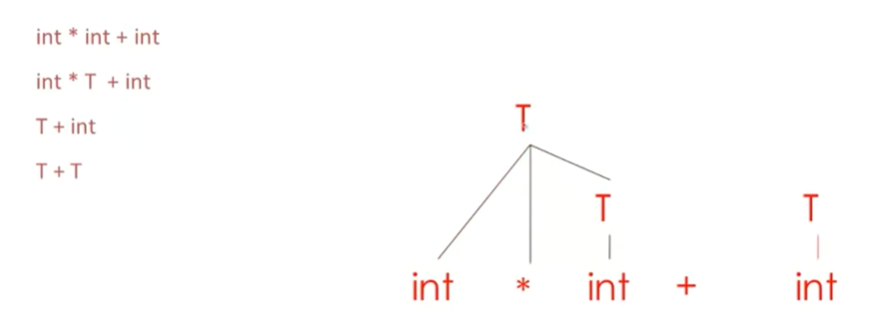 int * int + int
int * T + int
T + int
T + T
T
T T
int * int + int